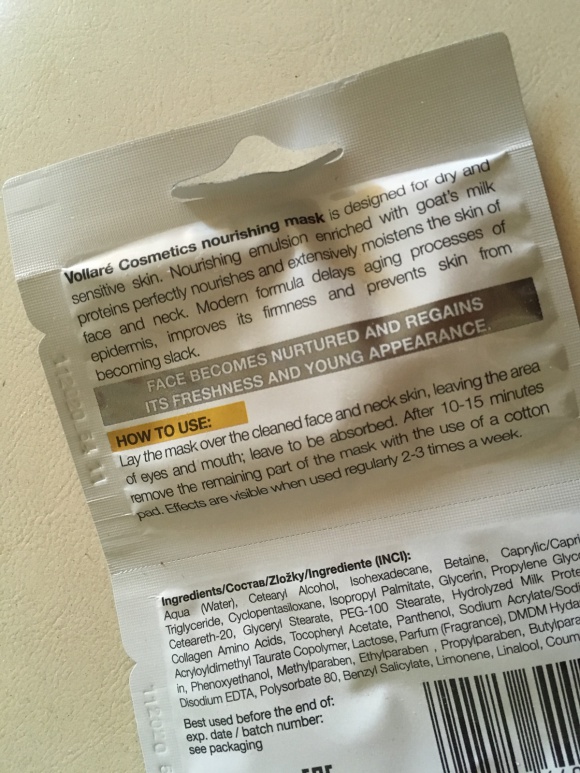 Vollaré Cosmetics nourishing mask is designed for dry and
sensitive skin. Nourishing emulsion enriched with goat's milk
proteins perfectly nourishes and extensively moistens the skin of
face and neck. Modern formula delays aging processes of
epidermis, improves its firmness and prevents skin from
becoming slack.
FACE BECOMES NURTURED AND REGAINS
ITS FRESHNESS AND YOUNG APPEARANCE.
HOW TO USE:
Lay the mask over the cleaned face and neck skin, leaving the area
of eyes and mouth; leave to be absorbed. After 10-15 minutes
remove the remaining part of the mask with the use of a cotton
pad. Effects are visible when used regularly 2-3 times a week.
Ingredients/Состав/Zložky/Ingrediente (INCI):
Aqua (Water), Cetearyl Alcohol, Isohexadecane, Betaine, Caprylic/Capri
Triglyceride, Cyclopentasiloxane, Isopropyl Palmitate, Glycerin, Propylene Glyc
Ceteareth-20, Glyceryl Stearate, PEG-100 Stearate, Hydrolyzed Milk Prote
Collagen Amino Acids, Tocopheryl Acetate, Panthenol, Sodium Acrylate/Sodi
Acryloyldimethyl Taurate Copolymer, Lactose, Parfum (Fragrance), DMDM Hyda
in, Phenoxyethanol, Methylparaben, Ethylparaben , Propylparaben, Butylpara
Disodium EDTA, Polysorbate 80, Benzyl Salicylate, Limonene, Linalool, Coum
Best used before the end of:
exp. date / batch number:
see packaging